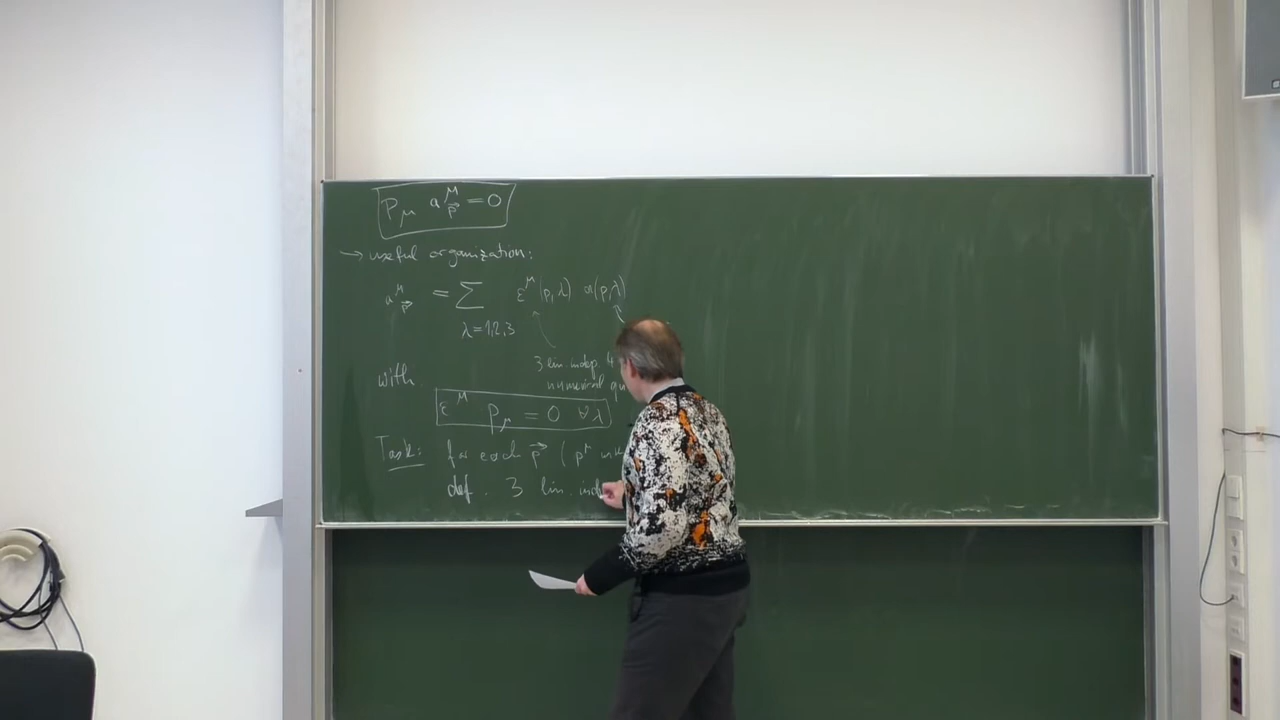 p_μ a^μ_p⃗ = 0
→ useful organization:
a^μ_p⃗ = Σ ε^μ(p,λ) a(p,λ)
λ=1,2,3
3 lin. indep. 4
numerical
with
ε^μ p_μ = 0 ∀λ
Task: for each p⃗ (p^μ
def. 3 lin. ind